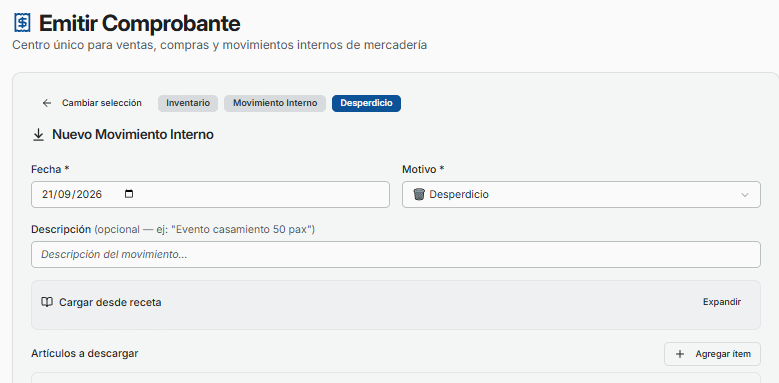 Emitir Comprobante
Centro único para ventas, compras y movimientos internos de mercadería
Cambiar selección Inventario Movimiento Interno Desperdicio
Nuevo Movimiento Interno
Fecha * Motivo *
21/09/2026 Desperdicio
Descripción (opcional — ej: "Evento casamiento 50 pax")
Descripción del movimiento...
Cargar desde receta Expandir
Artículos a descargar + Agregar ítem